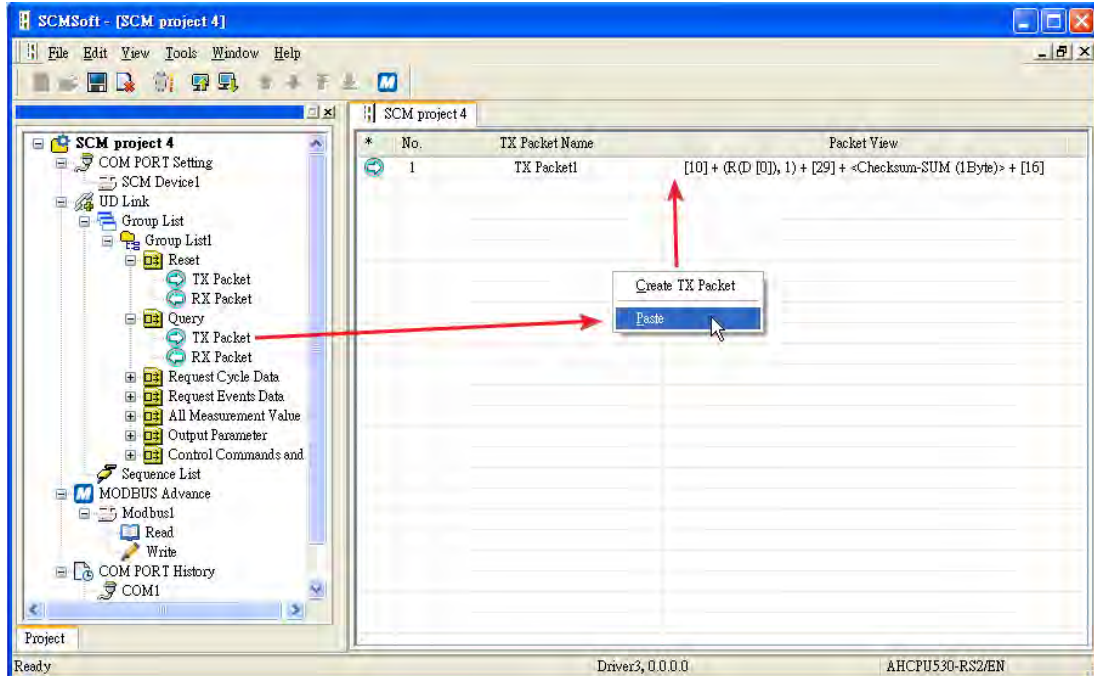 SCMSoft - [SCM project 4]
File Edit View Tools Window Help
SCM project 4
COM PORT Setting
SCM Device1
UD Link
Group List
Group List1
Reset
TX Packet
RX Packet
Query
TX Packet
RX Packet
Request Cycle Data
Request Events Data
All Measurement Value
Output Parameter
Control Commands and
Sequence List
MODBUS Advance
Modbus1
Read
Write
COM PORT History
COM1
Project
SCM project 4
* No. TX Packet Name Packet View
1 TX Packet1 [10] + (R(D [0]), 1) + [29] + <Checksum-SUM (1Byte)> + [16]
Create TX Packet
Paste
Ready Driver3, 0.0.0.0 AHCPU530-RS2/EN